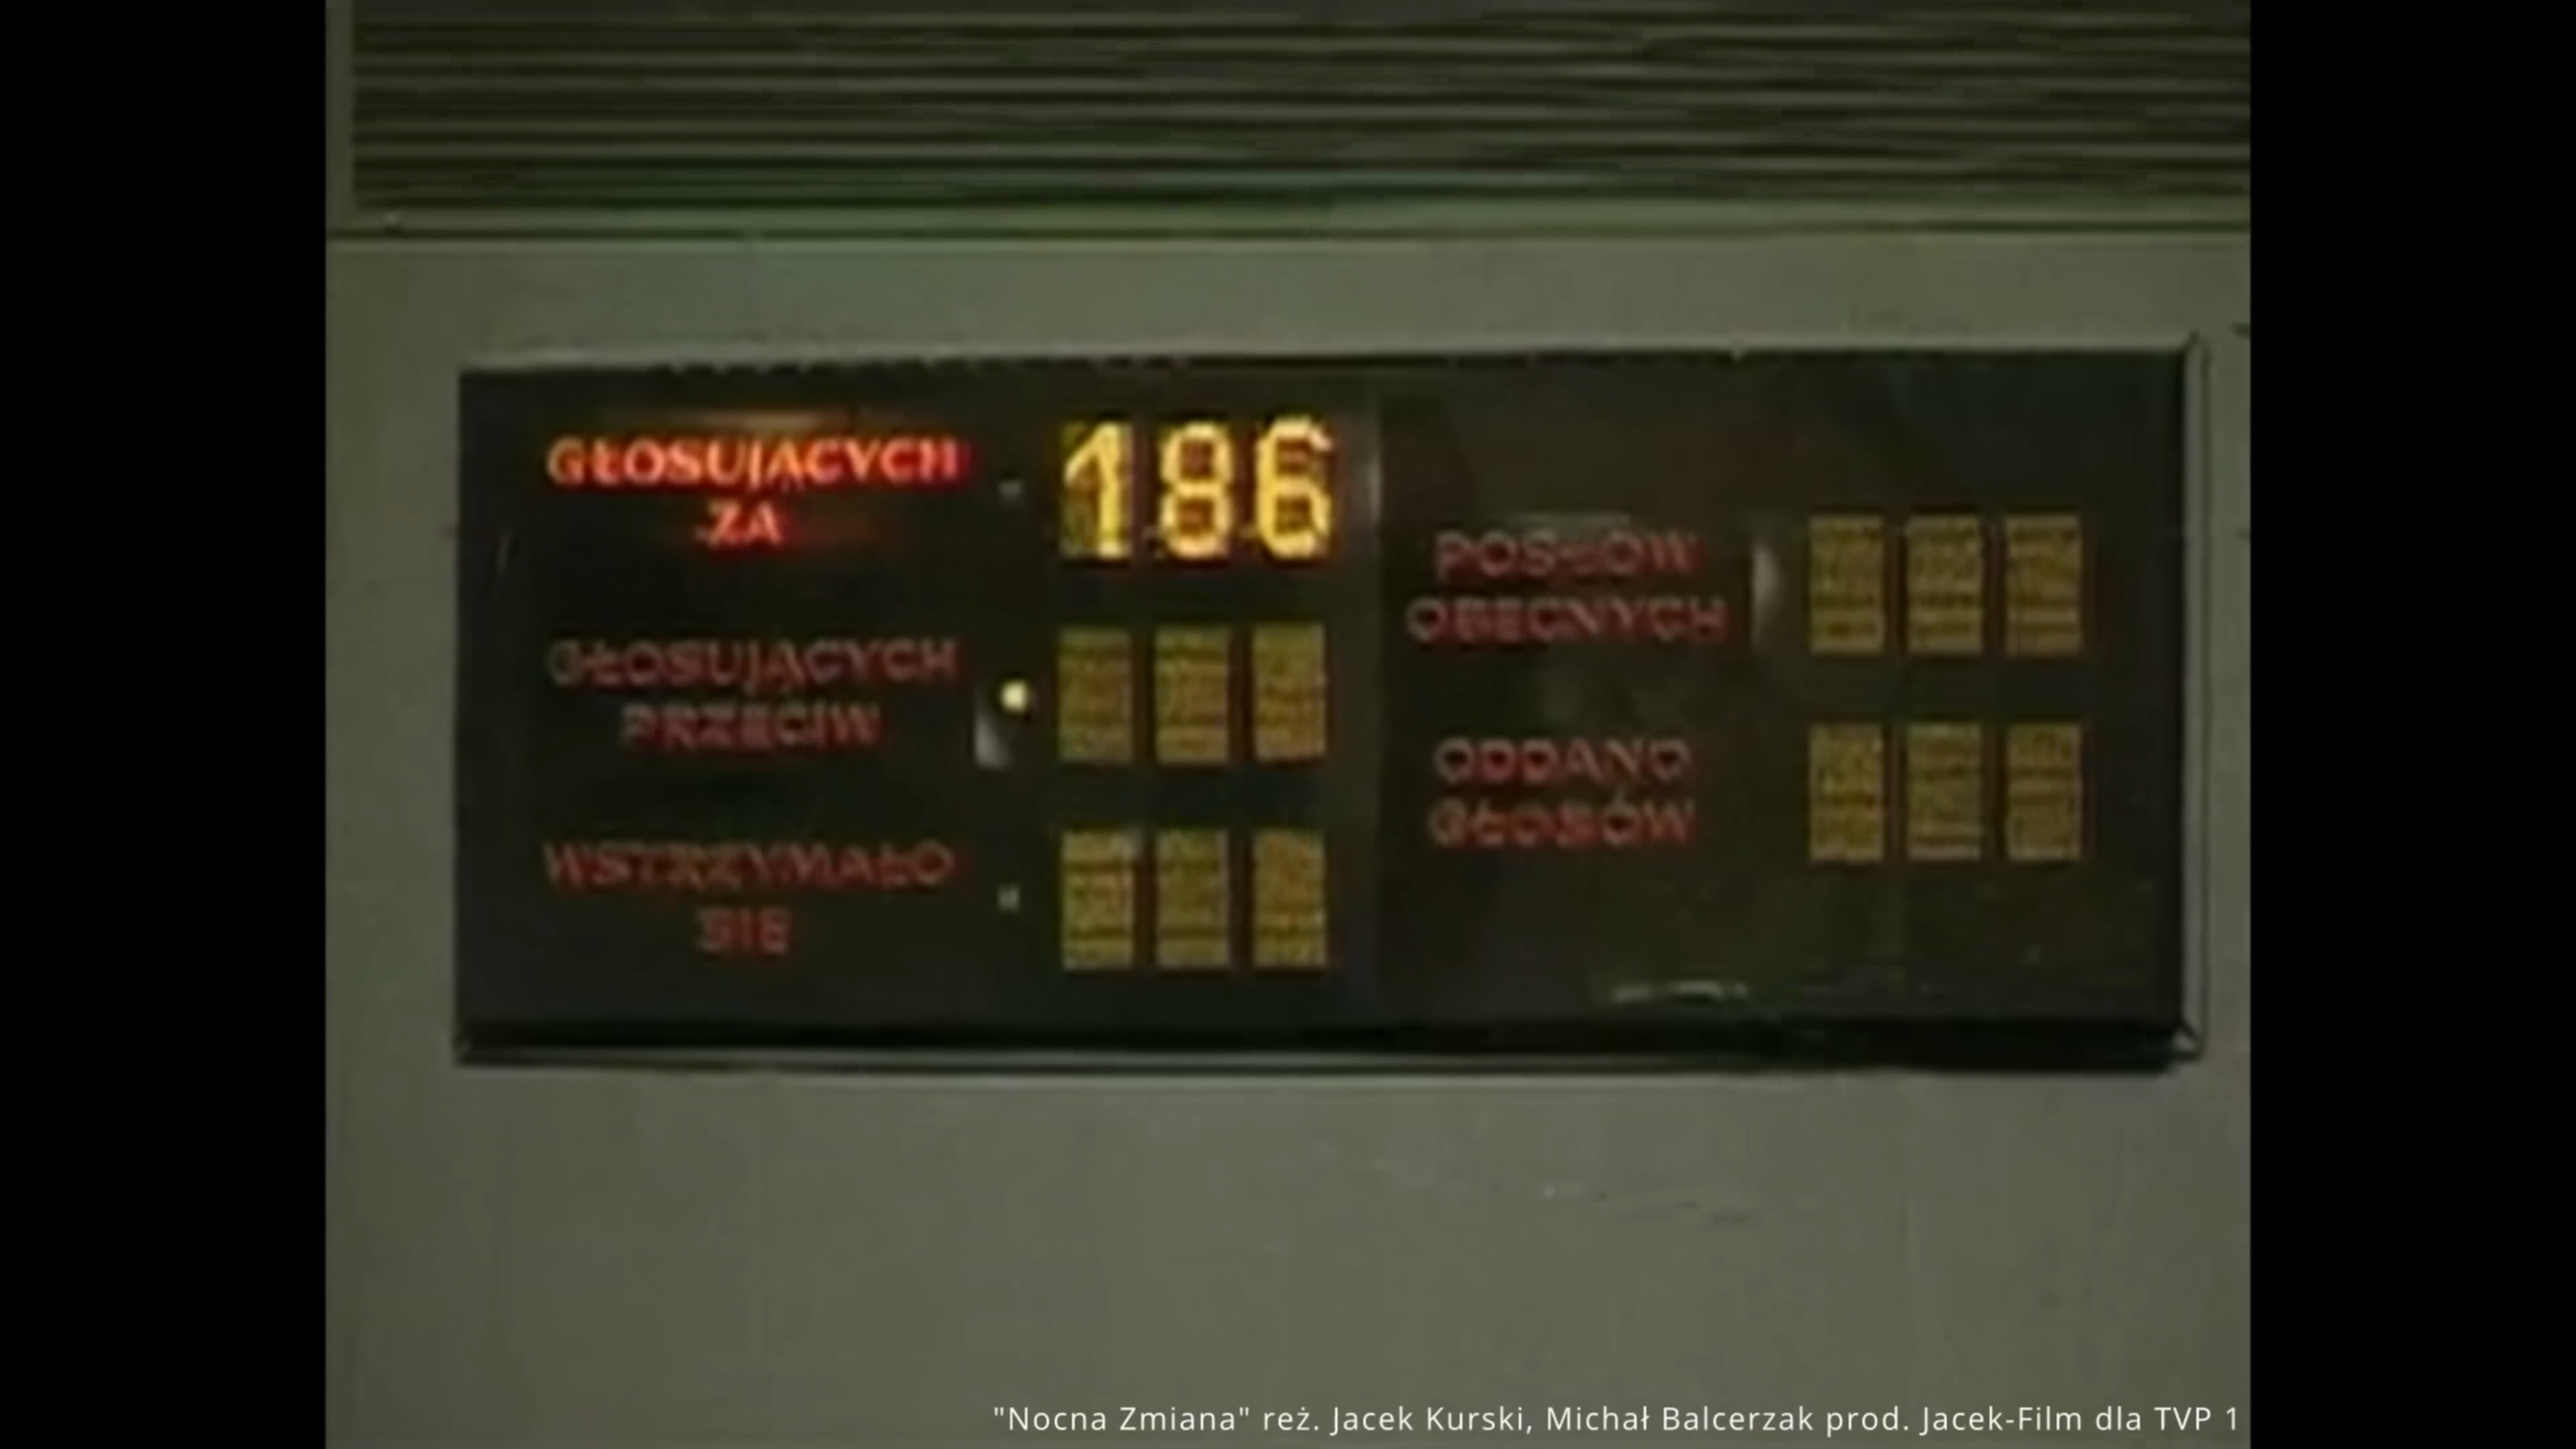 GŁOSUJĄCYCH
ZA
186
GŁOSUJĄCYCH
PRZECIW
WSTRZYMAŁO
SIĘ
POSŁÓW
OBECNYCH
ODDANO
GŁOSÓW
"Nocna Zmiana" reż. Jacek Kurski, Michał Balcerzak prod. Jacek-Film dla TVP 1